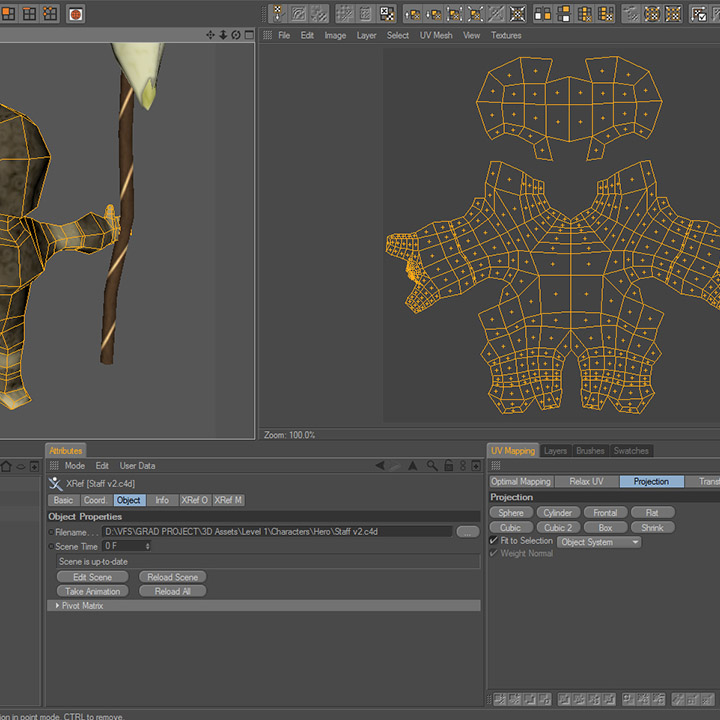 File Edit Image Layer Select UV Mesh View Textures
Zoom: 100.0%
Attributes
Mode Edit User Data
XRef [Staff v2.c4d]
Basic Coord. Object Info XRef O XRef M
Object Properties
Filename . . . D:\VFS\GRAD PROJECT\3D Assets\Level 1\Characters\Hero\Staff v2.c4d ...
Scene Time 0 F
Scene is up-to-date
Edit Scene Reload Scene
Take Animation Reload All
Pivot Matrix
UV Mapping Layers Brushes Swatches
Optimal Mapping Relax UV Projection Transf
Projection
Sphere Cylinder Frontal Flat
Cubic Cubic 2 Box Shrink
Fit to Selection Object System
Weight Normal
ion in point mode, CTRL to remove.